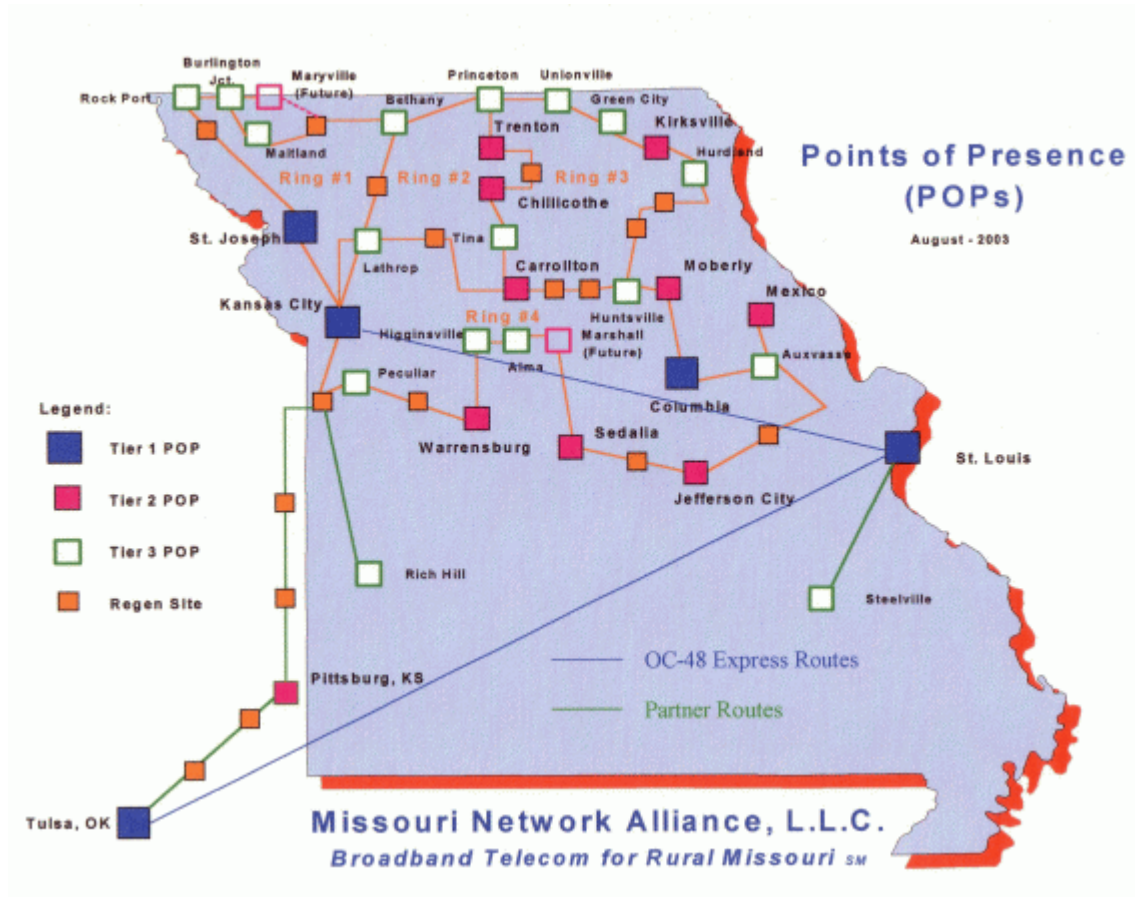 Burlington
Jct.
Maryville
(Future)
Princeton
Unionville
Rock Port
Bethany
Green City
Trenton
Kirksville
Maitland
Hurdland
Points of Presence
(POPs)
August - 2003
Ring #1
Ring #2
Ring #3
Chillicothe
St. Joseph
Tina
Lathrop
Carrollton
Moberly
Mexico
Kansas City
Ring #4
Huntsville
Higginsville
Marshall
(Future)
Alma
Auxvasse
Peculiar
Columbia
Legend:
Tier 1 POP
Tier 2 POP
Tier 3 POP
Regen Site
Warrensburg
Sedalia
St. Louis
Jefferson City
Rich Hill
Steelville
OC-48 Express Routes
Partner Routes
Pittsburg, KS
Tulsa, OK
Missouri Network Alliance, L.L.C.
Broadband Telecom for Rural Missouri SM